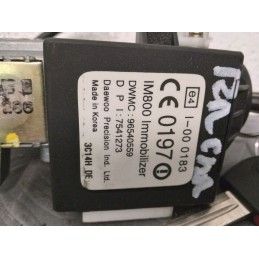 e4 I-00 0183
CE 0197 !
IM800 Immobilizer
DWMC : 96540559
D P I : 7541273
Daewoo Precision Ind. Ltd.
Made in Korea
3C14H DE